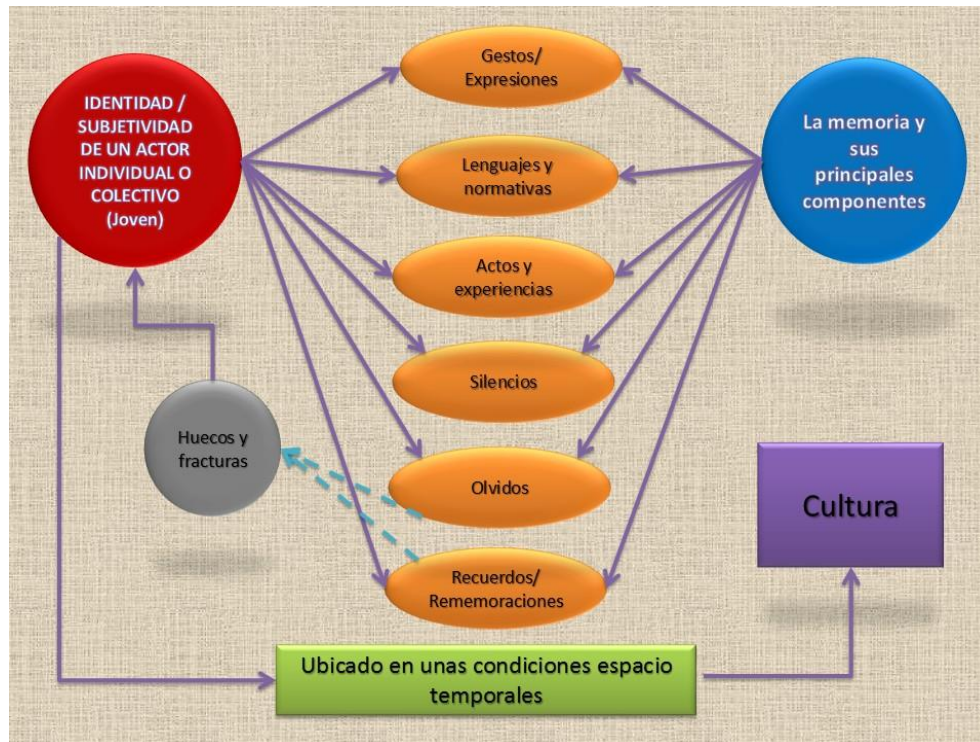 IDENTIDAD /
SUBJETIVIDAD
DE UN ACTOR
INDIVIDUAL O
COLECTIVO
(Joven)
Gestos/
Expresiones
La memoria y
sus
principales
componentes
Lenguajes y
normativas
Actos y
experiencias
Silencios
Huecos y
fracturas
Olvidos
Cultura
Recuerdos/
Rememoraciones
Ubicado en unas condiciones espacio
temporales